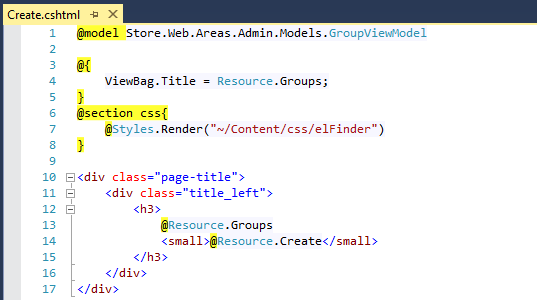 Create.cshtml
1 @model Store.Web.Areas.Admin.Models.GroupViewModel
2
3 @{
4 ViewBag.Title = Resource.Groups;
5 }
6 @section css{
7 @Styles.Render("~/Content/css/elFinder")
8 }
9
10 <div class="page-title">
11 <div class="title_left">
12 <h3>
13 @Resource.Groups
14 <small>@Resource.Create</small>
15 </h3>
16 </div>
17 </div>